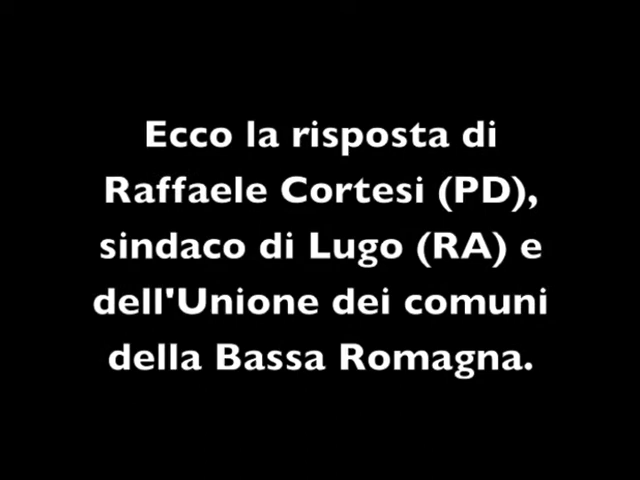 Ecco la risposta di
Raffaele Cortesi (PD),
sindaco di Lugo (RA) e
dell'Unione dei comuni
della Bassa Romagna.